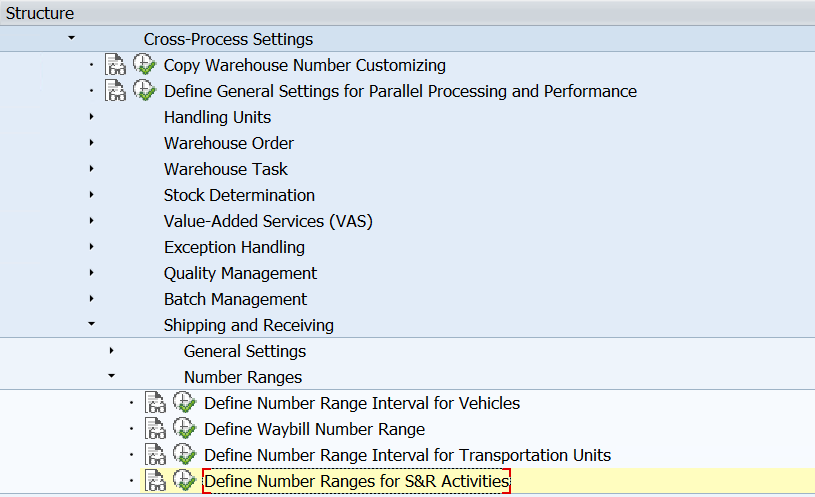 Structure
Cross-Process Settings
Copy Warehouse Number Customizing
Define General Settings for Parallel Processing and Performance
Handling Units
Warehouse Order
Warehouse Task
Stock Determination
Value-Added Services (VAS)
Exception Handling
Quality Management
Batch Management
Shipping and Receiving
General Settings
Number Ranges
Define Number Range Interval for Vehicles
Define Waybill Number Range
Define Number Range Interval for Transportation Units
Define Number Ranges for S&R Activities